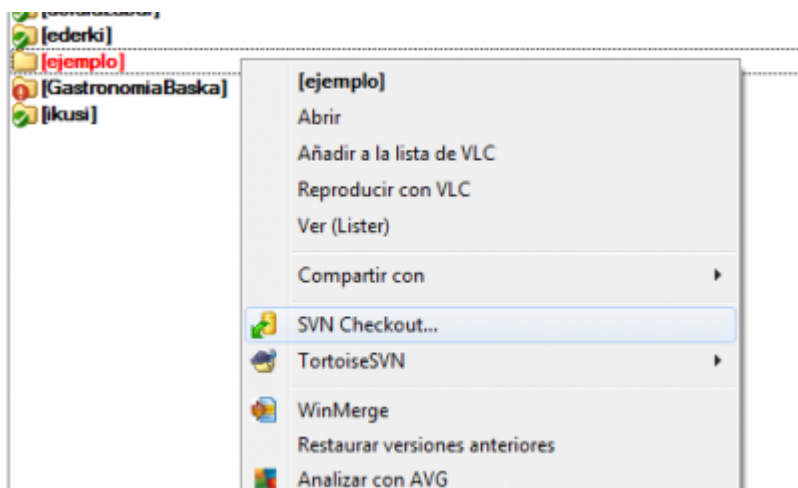 [ederki]
[ejemplo]
[GastronomiaBaska]
[ikusi]
[ejemplo]
Abrir
Añadir a la lista de VLC
Reproducir con VLC
Ver (Lister)
Compartir con
SVN Checkout...
TortoiseSVN
WinMerge
Restaurar versiones anteriores
Analizar con AVG